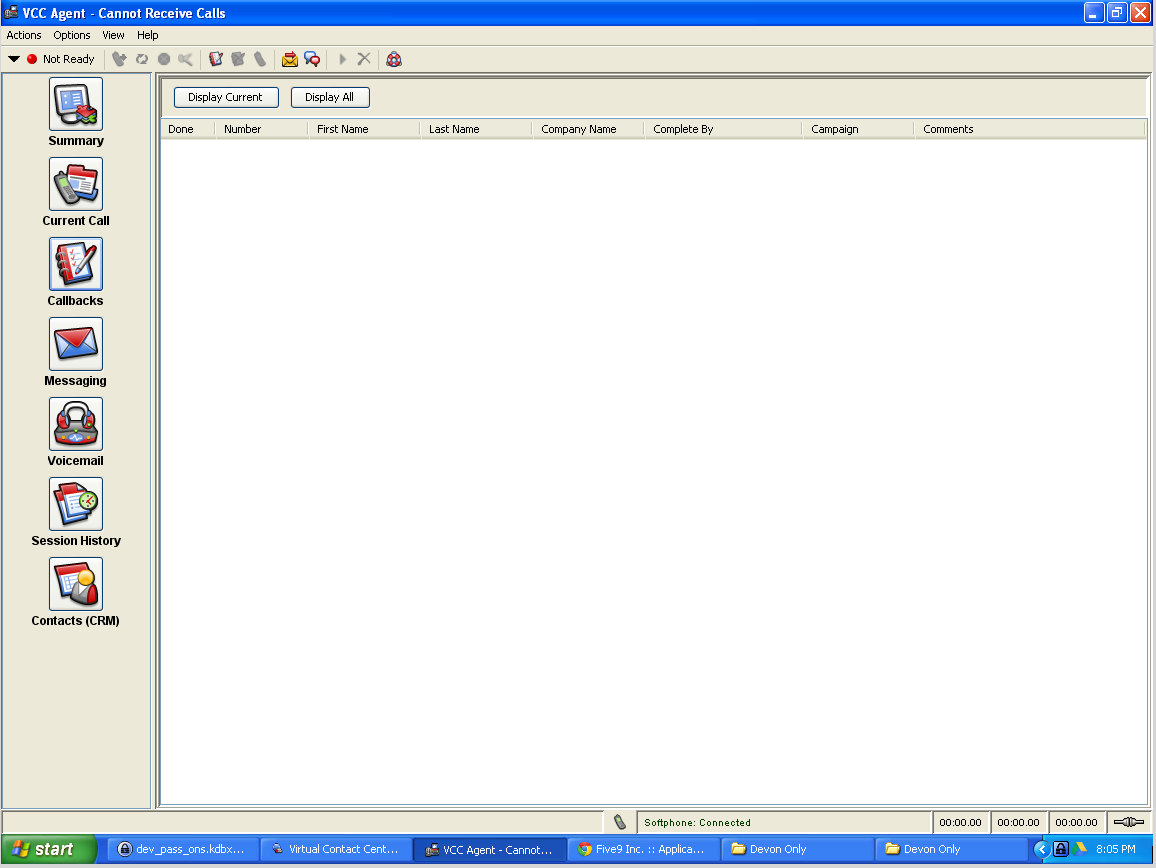 VCC Agent - Cannot Receive Calls
Actions Options View Help
Not Ready
Display Current Display All
Done Number First Name Last Name Company Name Complete By Campaign Comments
Summary
Current Call
Callbacks
Messaging
Voicemail
Session History
Contacts (CRM)
Softphone: Connected 00:00.00 00:00.00 00:00.00
start dev_pass_ons.kdbx... Virtual Contact Cent... VCC Agent - Cannot... Five9 Inc. :: Applica... Devon Only Devon Only 8:05 PM